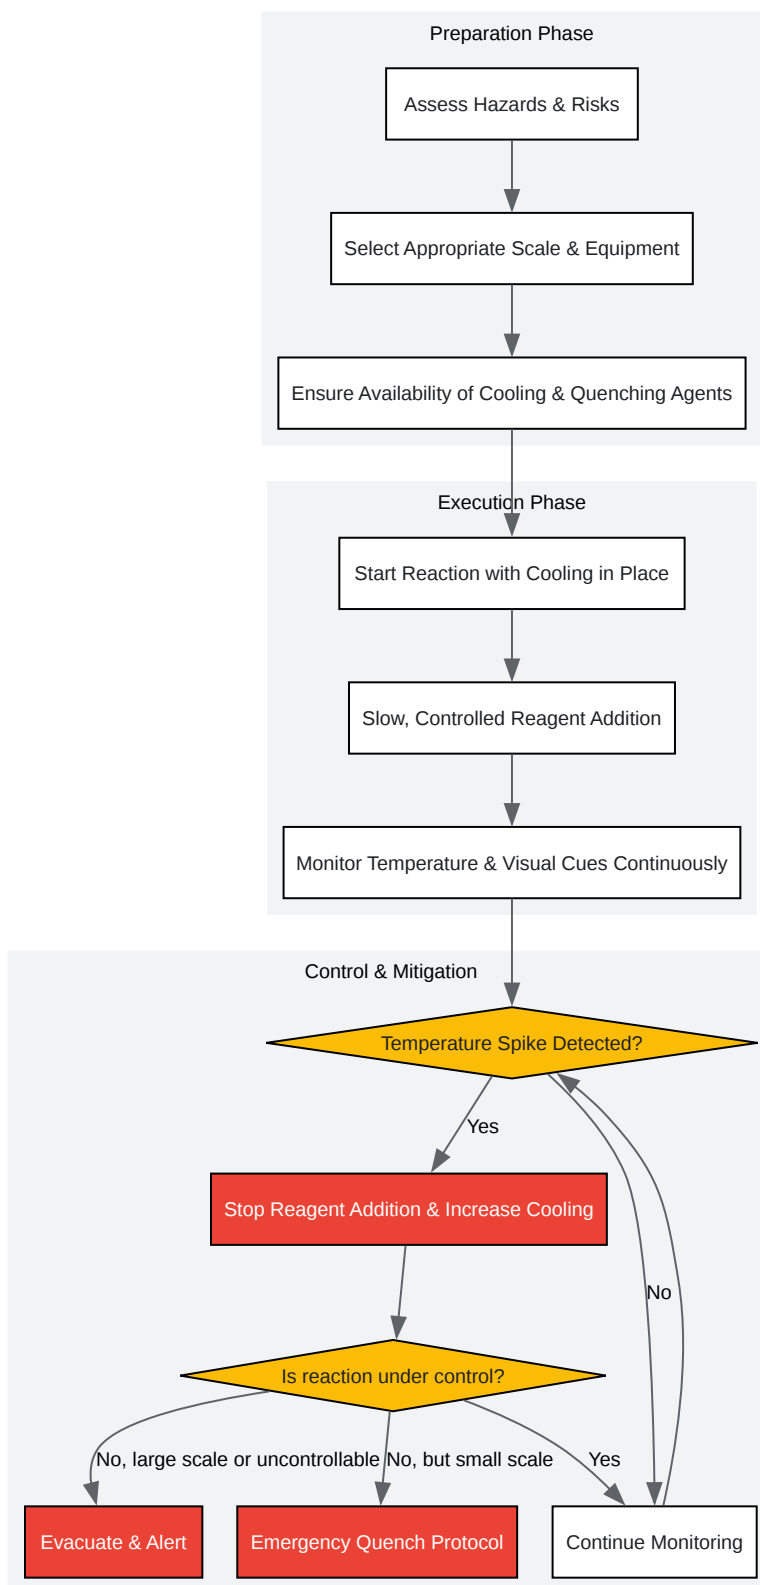 Preparation Phase
Assess Hazards & Risks
Select Appropriate Scale & Equipment
Ensure Availability of Cooling & Quenching Agents
Execution Phase
Start Reaction with Cooling in Place
Slow, Controlled Reagent Addition
Monitor Temperature & Visual Cues Continuously
Control & Mitigation
Temperature Spike Detected?
Yes
Stop Reagent Addition & Increase Cooling
No
Is reaction under control?
No, large scale or uncontrollable
No, but small scale
Yes
Evacuate & Alert
Emergency Quench Protocol
Continue Monitoring